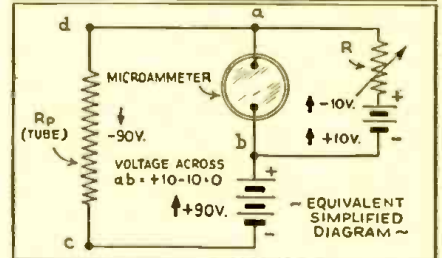 d
a
R
MICROAMMETER
-10V.
+
-
+10V.
RP
(TUBE)
-90V.
b
VOLTAGE ACROSS
ab = +10-10=0
+
+90V.
-
~ EQUIVALENT
SIMPLIFIED
DIAGRAM ~
c